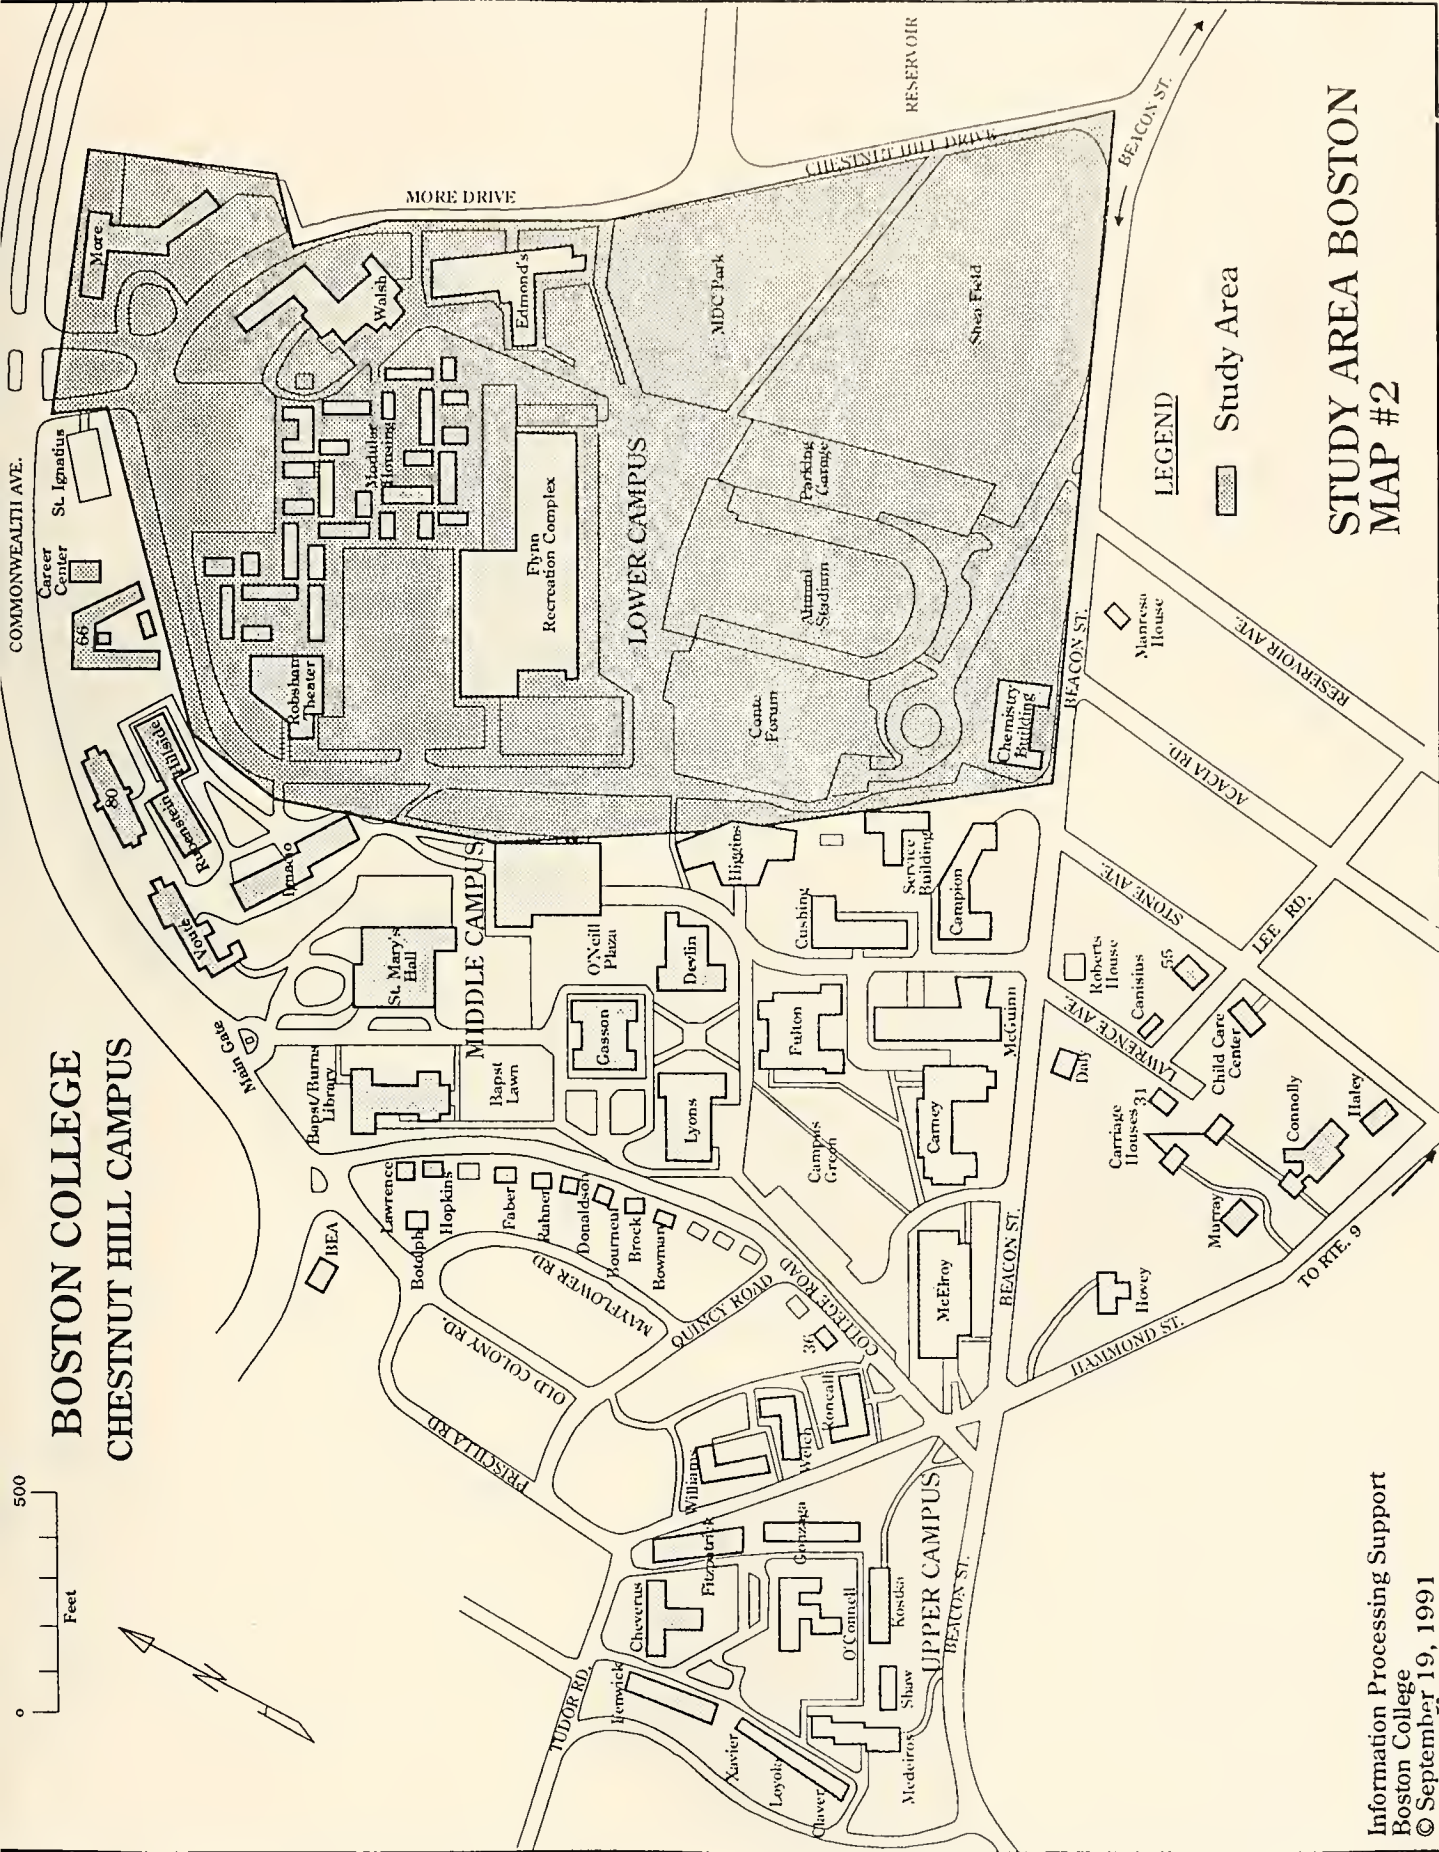 BOSTON COLLEGE
CHESTNUT HILL CAMPUS
0
500
Feet
N
COMMONWEALTH AVE.
Main Gate
BEA
St. Ignatius
Career
Center
66
80
Hillside
Rubenstein
Ignacio
Voute
More
MORE DRIVE
Walsh
Edmond's
Modular
Housing
Robsham
Theater
Flynn
Recreation Complex
LOWER CAMPUS
MDC Park
Shea Field
Parking
Garage
Alumni
Stadium
Conte
Forum
Chemistry
Building
RESERVOIR
CHESTNUT HILL DRIVE
BEACON ST.
MIDDLE CAMPUS
St. Mary's
Hall
Bapst/Burns
Library
Bapst
Lawn
O'Neill
Plaza
Gasson
Devlin
Lyons
Higgins
Service
Building
Cushing
Campion
Fulton
McGuinn
Carney
Campus
Green
McElroy
Lawrence
Botolph
Hopkins
Faber
Rahner
Donaldson
Bourneuf
Brock
Bowman
MAYFLOWER RD
OLD COLONY RD.
PRISCILLA RD.
QUINCY ROAD
COLLEGE ROAD
36
Roncalli
Welch
Williams
Fitzpatrick
Gonzaga
Cheverus
O'Connell
Kostka
Shaw
Medeiros
Fenwick
Xavier
Loyola
Claver
TUDOR RD.
UPPER CAMPUS
BEACON ST.
BEACON ST.
BEACON ST.
HAMMOND ST.
TO RTE. 9
Hovey
Murray
Carriage
Houses
31
Connolly
Haley
Child Care
Center
Daly
LAWRENCE AVE.
Canisius
55
Roberts
House
STONE AVE.
LEE RD.
ACACIA RD.
RESERVOIR AVE.
Manresa
House
LEGEND
Study Area
STUDY AREA BOSTON
MAP #2
Information Processing Support
Boston College
© September 19, 1991